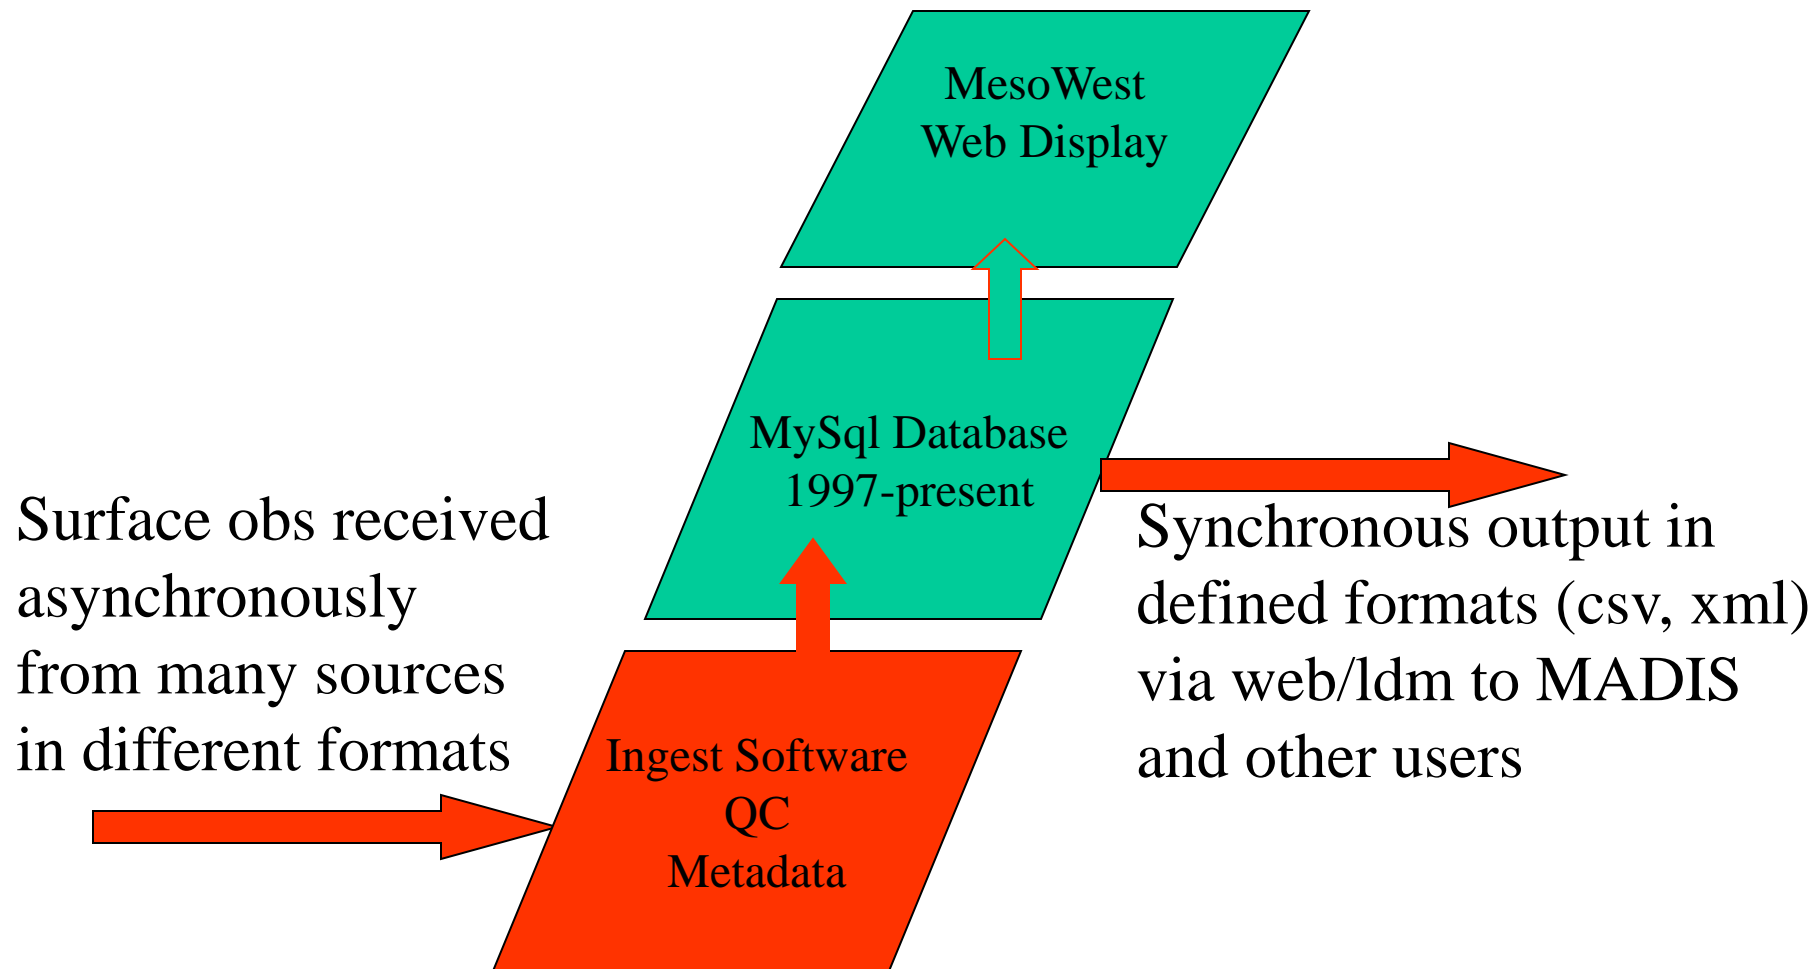 MesoWest
Web Display
MySql Database
1997-present
Surface obs received
asynchronously
from many sources
in different formats
Synchronous output in
defined formats (csv, xml)
via web/ldm to MADIS
and other users
Ingest Software
QC
Metadata